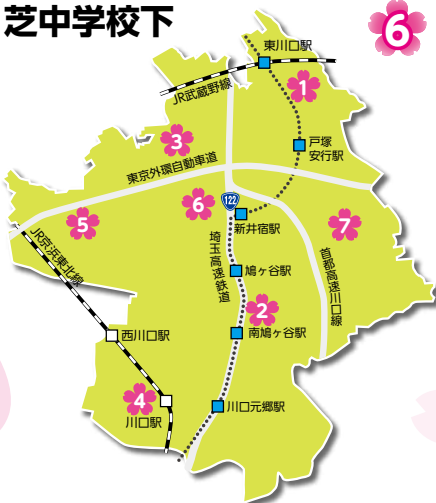 芝中学校下
6
東川口駅
JR武蔵野線
1
戸塚
安行駅
3
東京外環自動車道
6
122
新井宿駅
5
7
JR京浜東北線
埼玉高速鉄道
鳩ヶ谷駅
首都高速川口線
2
南鳩ヶ谷駅
西川口駅
4
川口駅
川口元郷駅